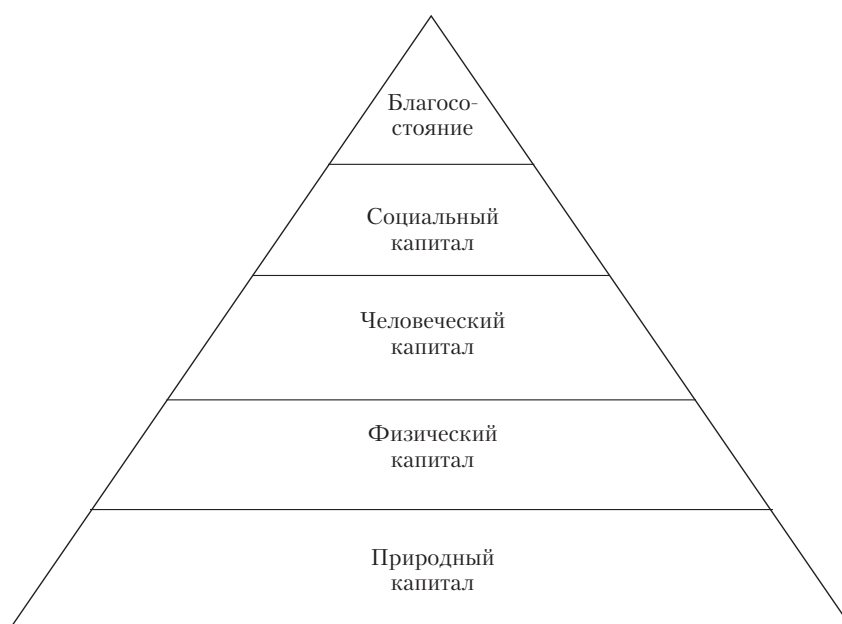 Благосо-
стояние
Социальный
капитал
Человеческий
капитал
Физический
капитал
Природный
капитал